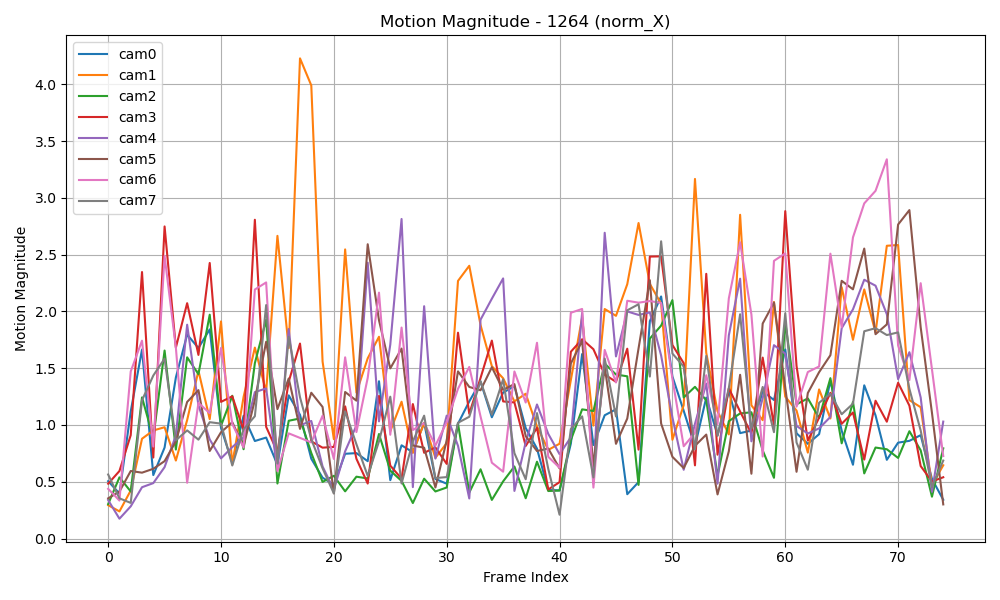 Motion Magnitude - 1264 (norm_X)
cam0
cam1
cam2
cam3
cam4
cam5
cam6
cam7
Motion Magnitude
4.0
3.5
3.0
2.5
2.0
1.5
1.0
0.5
0.0
0 10 20 30 40 50 60 70
Frame Index